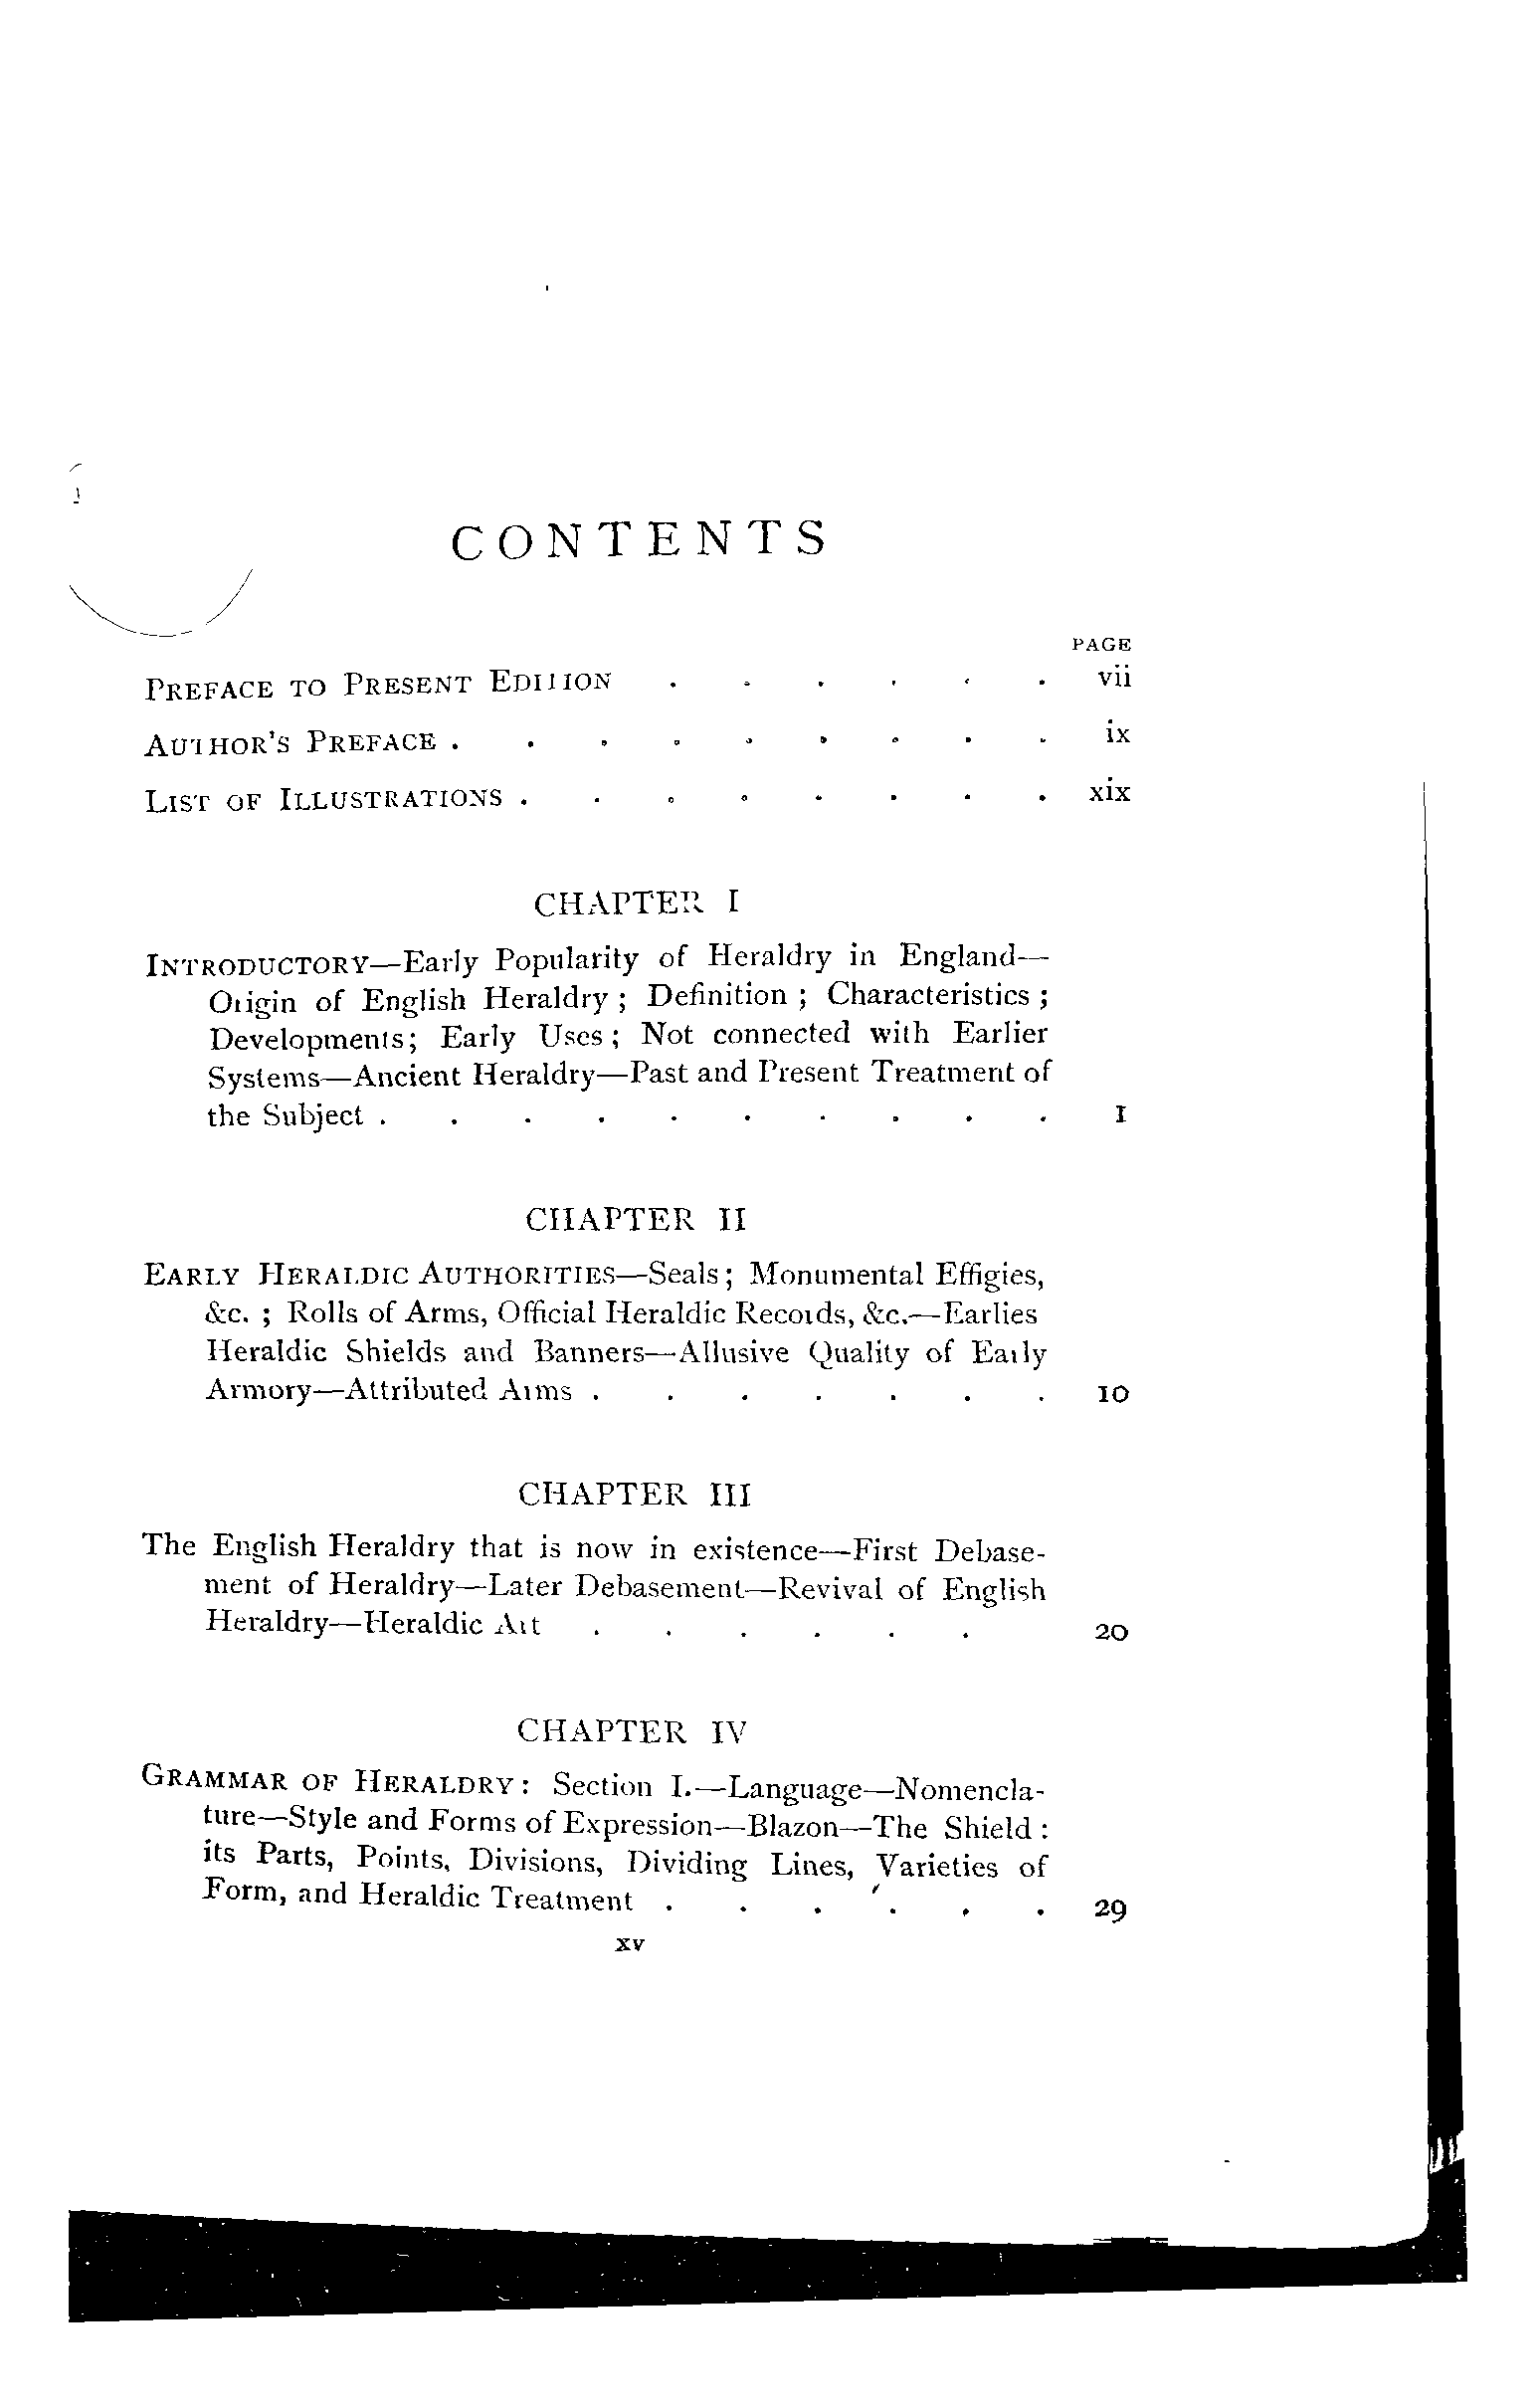 CONTENTS
PAGE
PREFACE TO PRESENT EDITION . . . . . . vii
AUTHOR'S PREFACE . . . . . . . . . ix
LIST OF ILLUSTRATIONS . . . . . . . . xix
CHAPTER I
INTRODUCTORY—Early Popularity of Heraldry in England—
Origin of English Heraldry ; Definition ; Characteristics ;
Developments; Early Uses ; Not connected with Earlier
Systems—Ancient Heraldry—Past and Present Treatment of
the Subject . . . . . . . . . . 1
CHAPTER II
EARLY HERALDIC AUTHORITIES—Seals ; Monumental Effigies,
&c. ; Rolls of Arms, Official Heraldic Records, &c.—Earlies
Heraldic Shields and Banners—Allusive Quality of Early
Armory—Attributed Arms . . . . . . . 10
CHAPTER III
The English Heraldry that is now in existence—First Debase-
ment of Heraldry—Later Debasement—Revival of English
Heraldry—Heraldic Art . . . . . . 20
CHAPTER IV
GRAMMAR OF HERALDRY : Section I.—Language—Nomencla-
ture—Style and Forms of Expression—Blazon—The Shield :
its Parts, Points, Divisions, Dividing Lines, Varieties of
Form, and Heraldic Treatment . . . . . . 29
xv